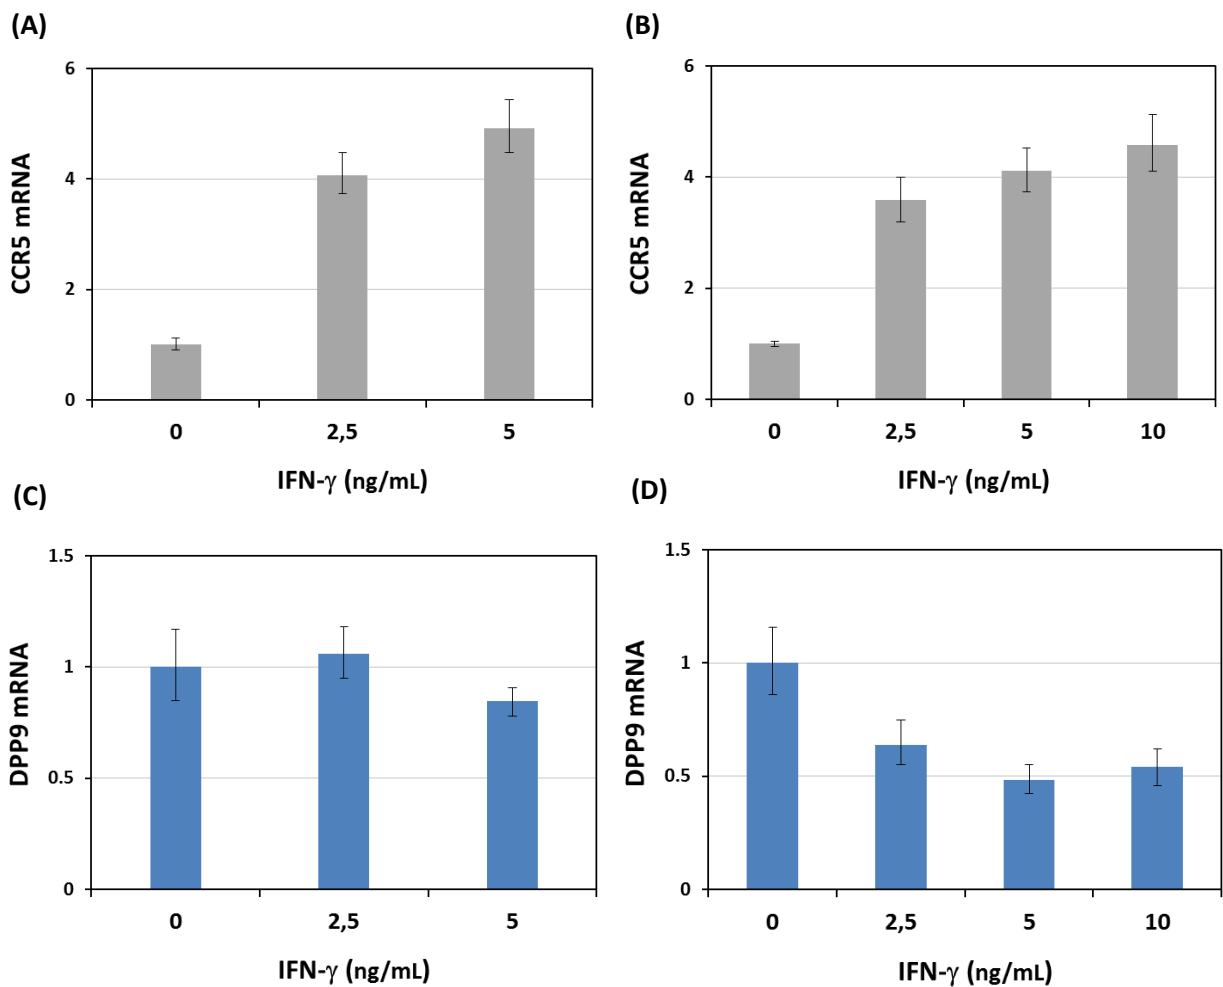 (A)
CCR5 mRNA
6
4
2
0
0 2,5 5
IFN-γ (ng/mL)
(B)
CCR5 mRNA
6
4
2
0
0 2,5 5 10
IFN-γ (ng/mL)
(C)
DPP9 mRNA
1.5
1
0.5
0
0 2,5 5
IFN-γ (ng/mL)
(D)
DPP9 mRNA
1.5
1
0.5
0
0 2,5 5 10
IFN-γ (ng/mL)